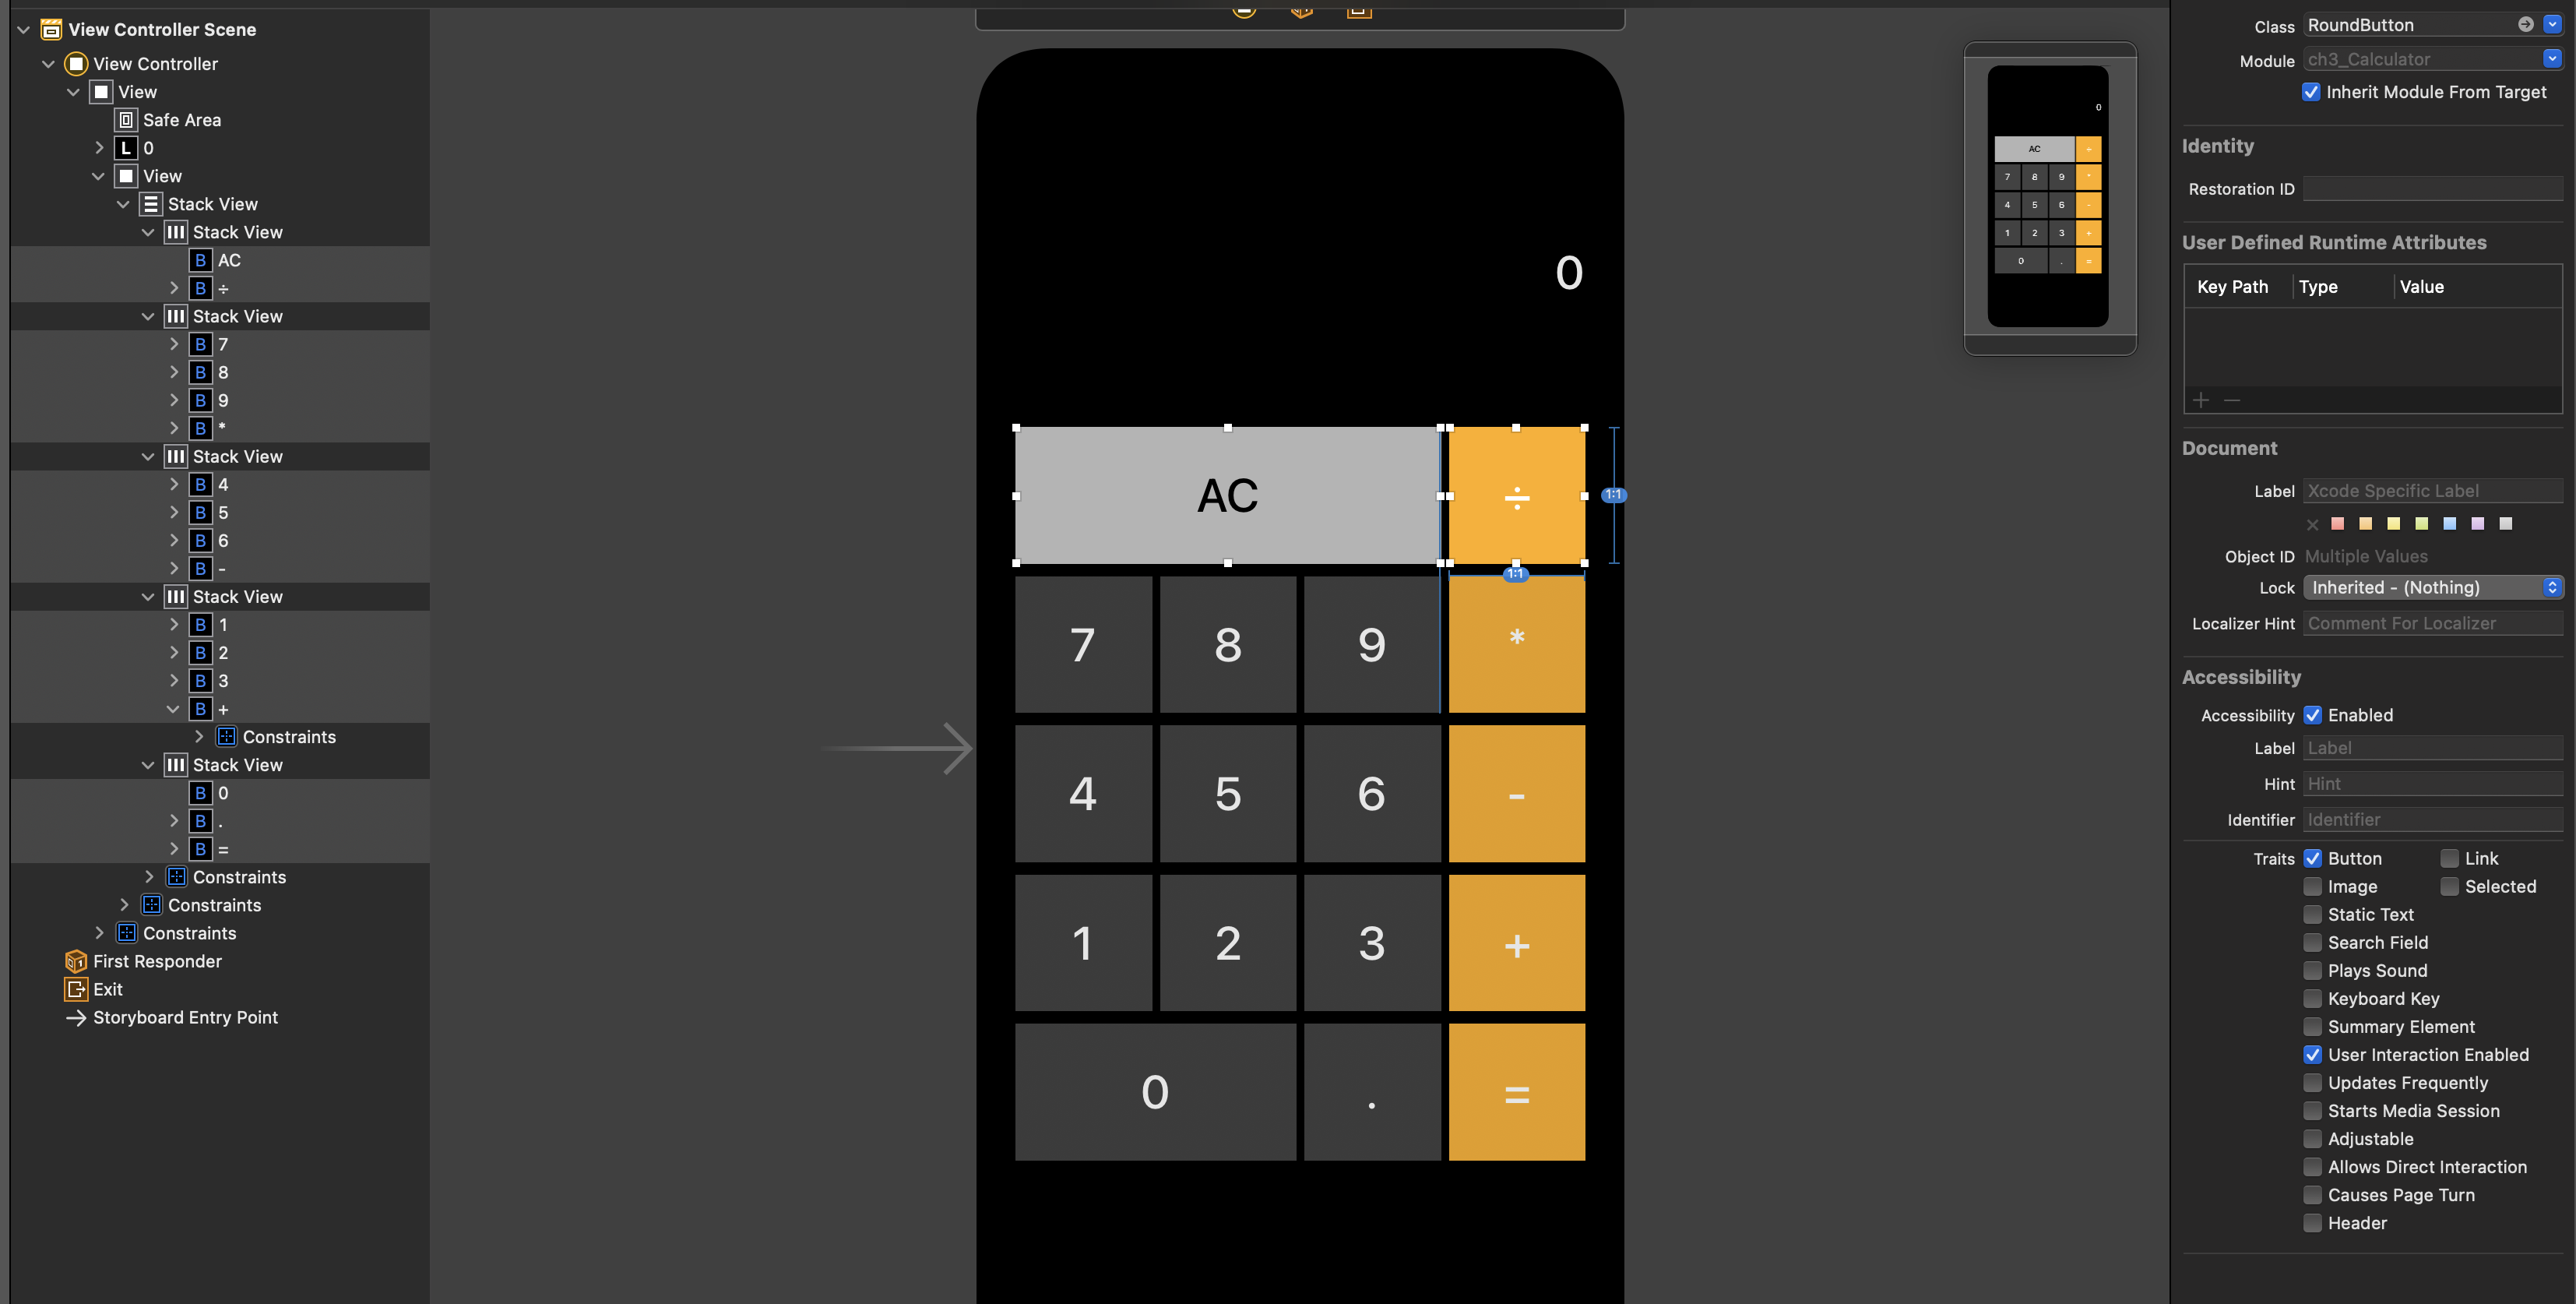 View Controller Scene
View Controller
View
Safe Area
L 0
View
Stack View
Stack View
B AC
B ÷
Stack View
B 7
B 8
B 9
B *
Stack View
B 4
B 5
B 6
B -
Stack View
B 1
B 2
B 3
B +
Constraints
Stack View
B 0
B .
B =
Constraints
Constraints
Constraints
First Responder
Exit
Storyboard Entry Point
0
AC ÷
1:1
1:1
7 8 9 *
4 5 6 -
1 2 3 +
0 . =
0
AC ÷
7 8 9 *
4 5 6 -
1 2 3 +
0 . =
Class RoundButton
Module ch3_Calculator
Inherit Module From Target
Identity
Restoration ID
User Defined Runtime Attributes
Key Path Type Value
Document
Label Xcode Specific Label
Object ID Multiple Values
Lock Inherited - (Nothing)
Localizer Hint Comment For Localizer
Accessibility
Accessibility Enabled
Label Label
Hint Hint
Identifier Identifier
Traits Button Link
Image Selected
Static Text
Search Field
Plays Sound
Keyboard Key
Summary Element
User Interaction Enabled
Updates Frequently
Starts Media Session
Adjustable
Allows Direct Interaction
Causes Page Turn
Header